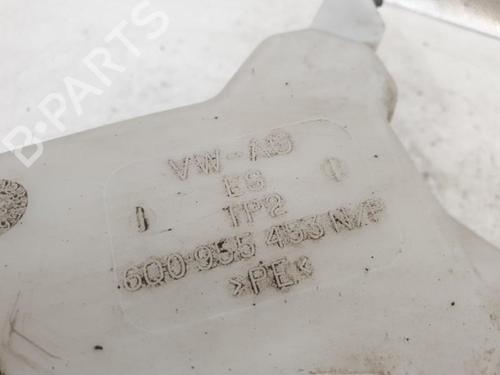 B-PARTS
VW-AG
ES
TP2
6Q0 955 453 N/P
>PE<